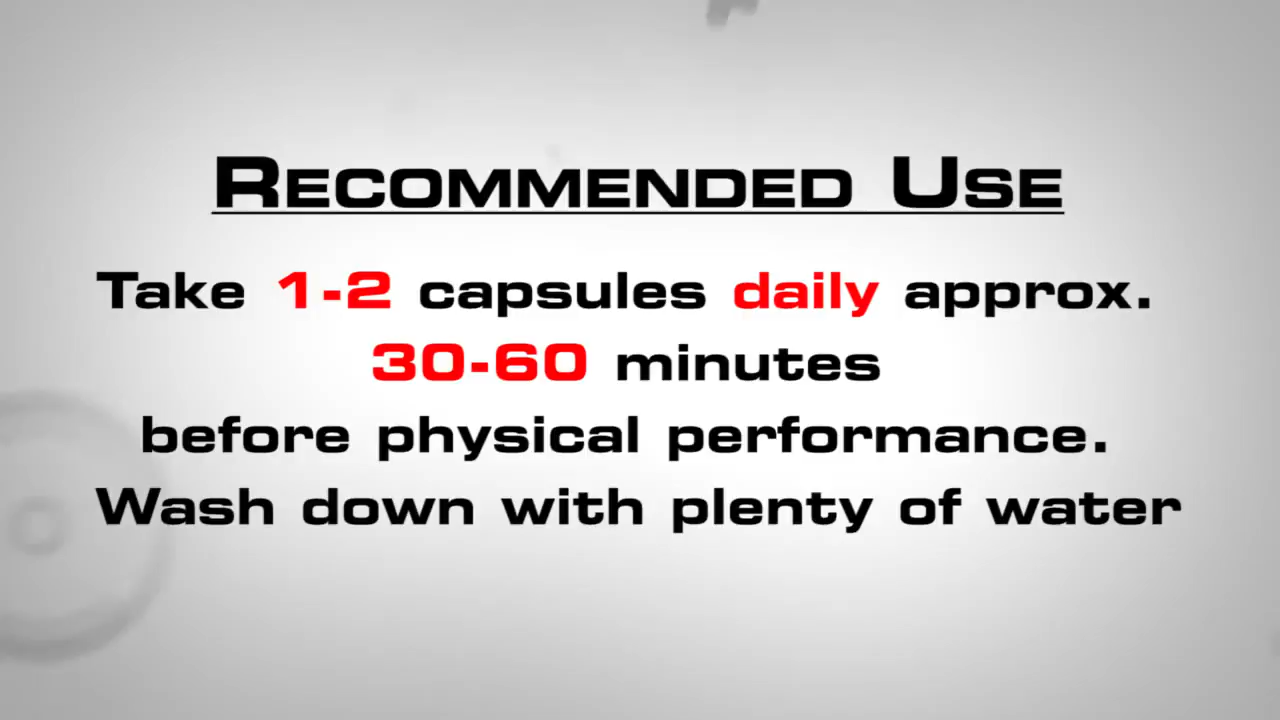 RECOMMENDED USE
Take 1-2 capsules daily approx.
30-60 minutes
before physical performance.
Wash down with plenty of water